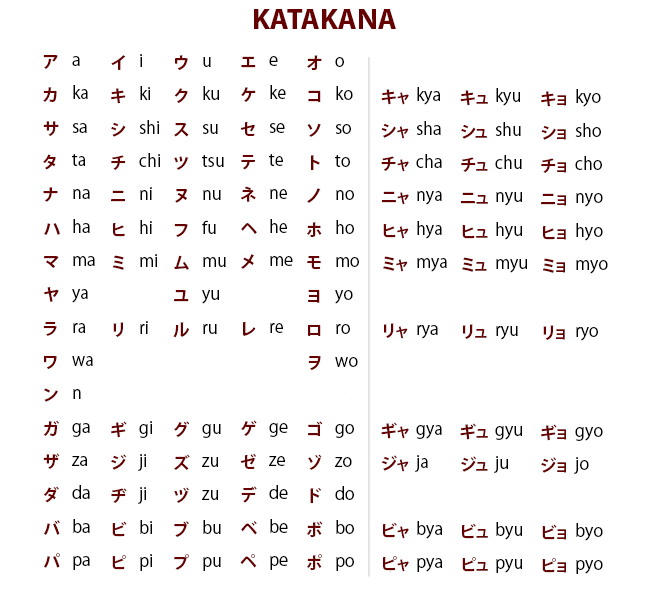 KATAKANA
ア a イ i ウ u エ e オ o
カ ka キ ki ク ku ケ ke コ ko キャ kya キュ kyu キョ kyo
サ sa シ shi ス su セ se ソ so シャ sha シュ shu ショ sho
タ ta チ chi ツ tsu テ te ト to チャ cha チュ chu チョ cho
ナ na ニ ni ヌ nu ネ ne ノ no ニャ nya ニュ nyu ニョ nyo
ハ ha ヒ hi フ fu ヘ he ホ ho ヒャ hya ヒュ hyu ヒョ hyo
マ ma ミ mi ム mu メ me モ mo ミャ mya ミュ myu ミョ myo
ヤ ya ユ yu ヨ yo
ラ ra リ ri ル ru レ re ロ ro リャ rya リュ ryu リョ ryo
ワ wa ヲ wo
ン n
ガ ga ギ gi グ gu ゲ ge ゴ go ギャ gya ギュ gyu ギョ gyo
ザ za ジ ji ズ zu ゼ ze ゾ zo ジャ ja ジュ ju ジョ jo
ダ da ヂ ji ヅ zu デ de ド do
バ ba ビ bi ブ bu ベ be ボ bo ビャ bya ビュ byu ビョ byo
パ pa ピ pi プ pu ペ pe ポ po ピャ pya ピュ pyu ピョ pyo